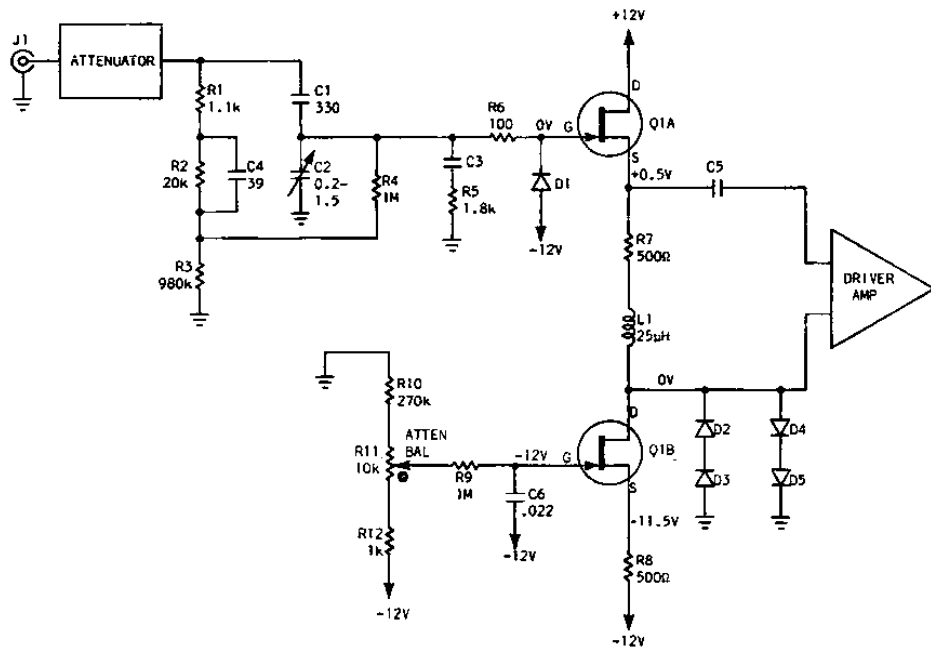 +12V
J1
ATTENUATOR
R1
1.1k
C1
330
R6
100
0V
G
D
Q1A
S
+0.5V
C5
R2
20k
C4
39
C2
0.2-
1.5
R4
1M
C3
R5
1.8k
D1
-12V
R7
500Ω
R3
980k
DRIVER
AMP
L1
25µH
0V
R10
270k
D
D2
D4
ATTEN
BAL
R11
10k
-12V
G
Q1B
R9
1M
S
D3
D5
C6
.022
-11.5V
R12
1k
-12V
R8
500Ω
-12V
-12V